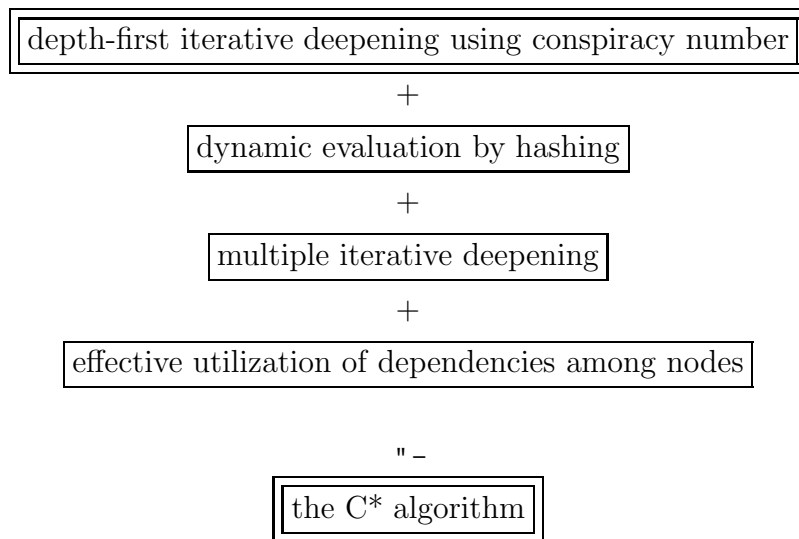 depth-first iterative deepening using conspiracy number
+
dynamic evaluation by hashing
+
multiple iterative deepening
+
effective utilization of dependencies among nodes
" –
the C* algorithm